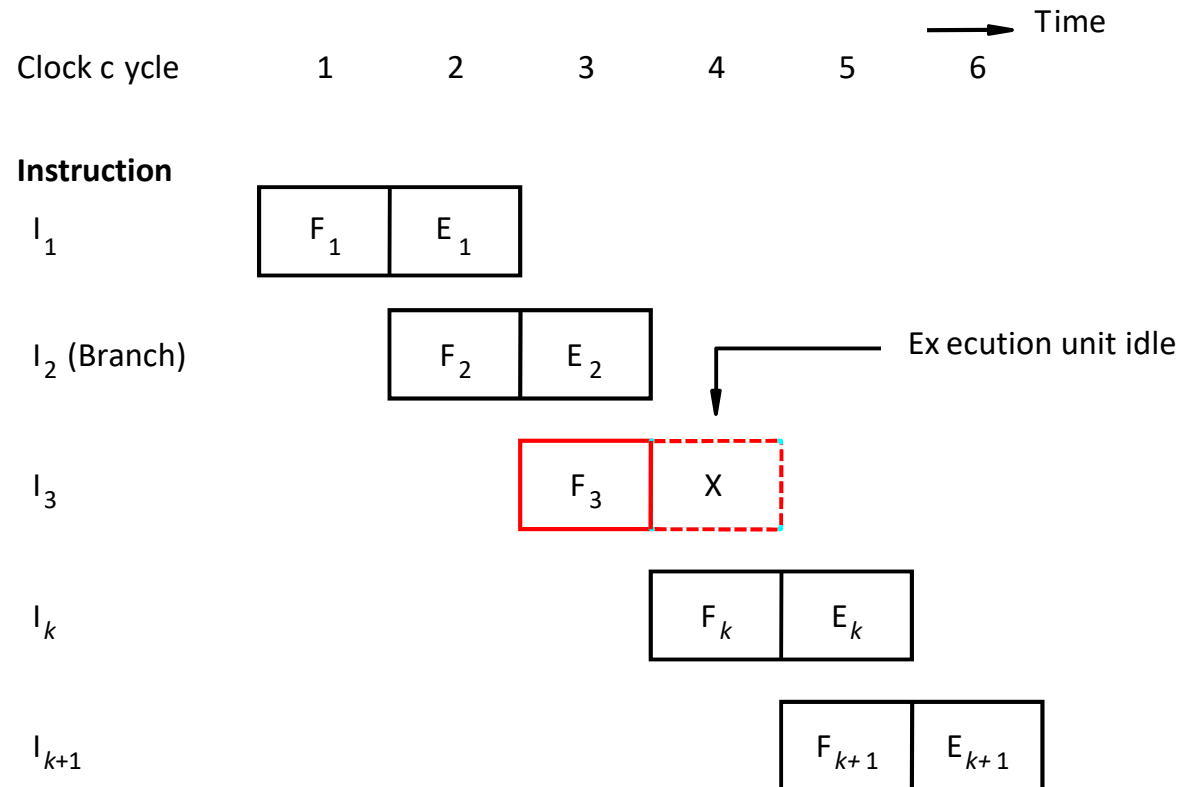 Time
Clock c ycle 1 2 3 4 5 6
Instruction
I1 F1 E1
I2 (Branch) F2 E2 Ex ecution unit idle
I3 F3 X
Ik Fk Ek
Ik+1 Fk+ 1 Ek+ 1